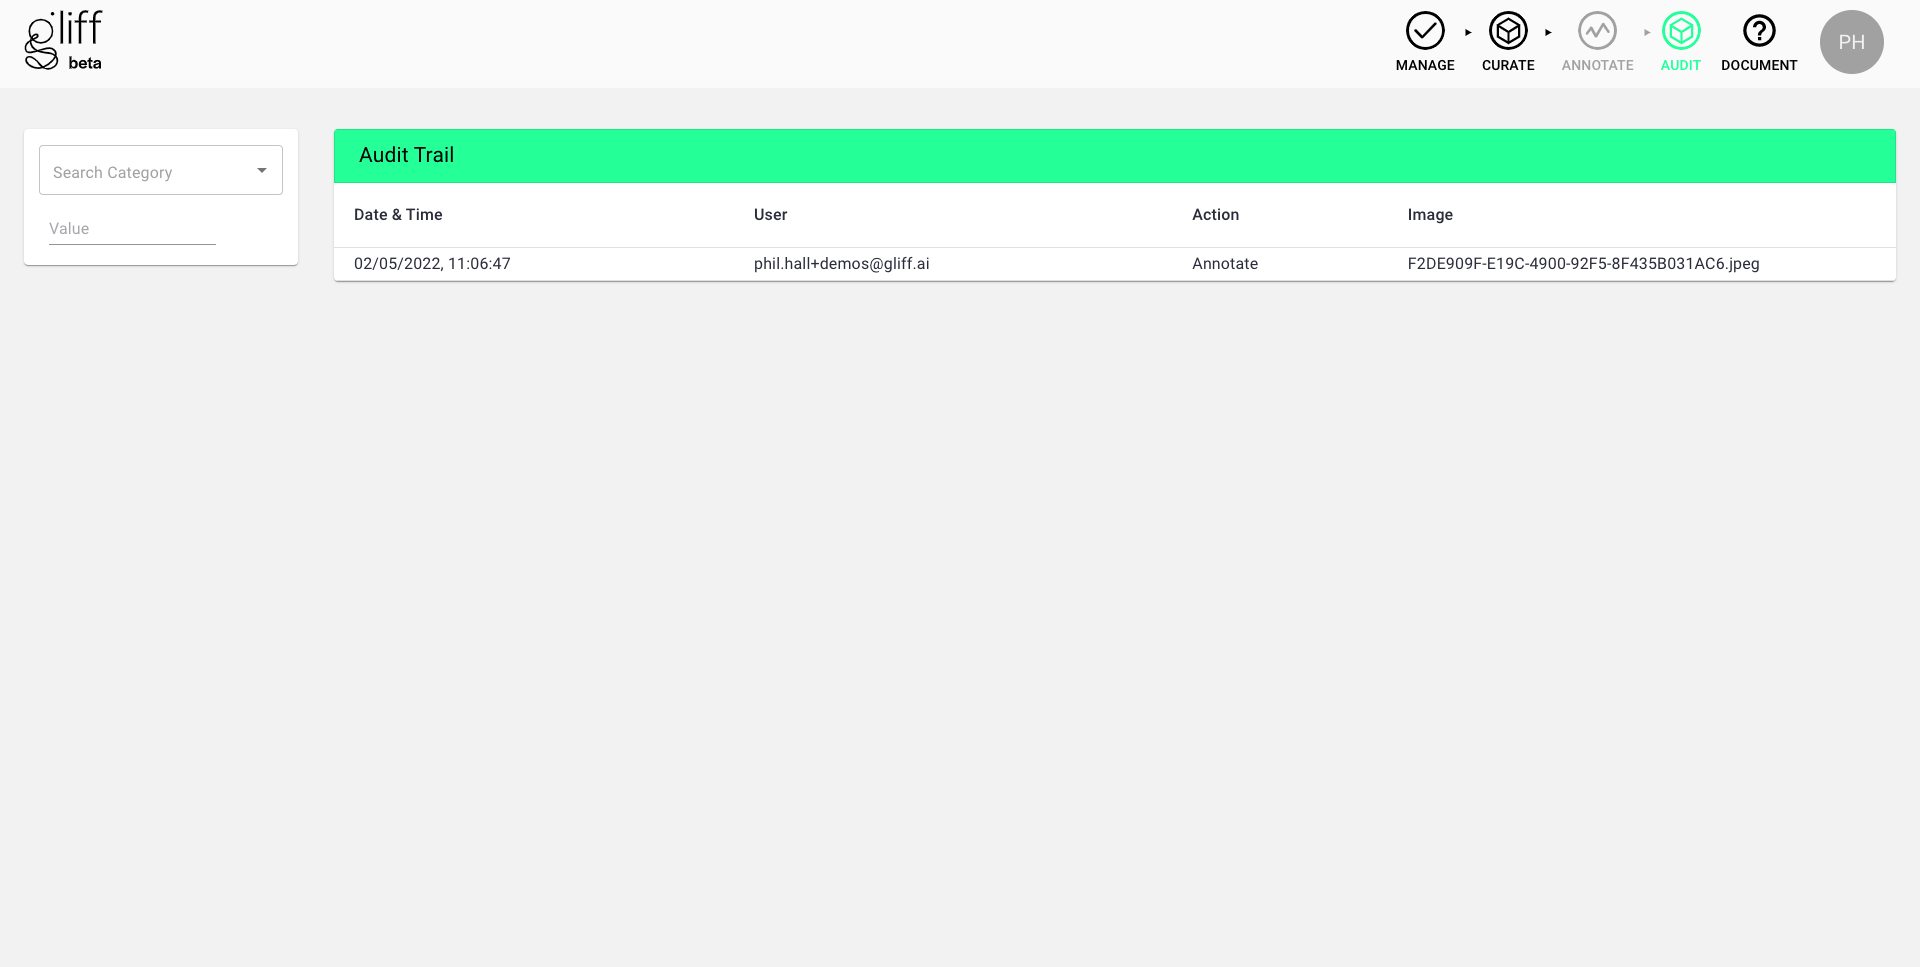 gliff
beta
MANAGE
CURATE
ANNOTATE
AUDIT
DOCUMENT
PH
Search Category
Value
Audit Trail
Date & Time User Action Image
02/05/2022, 11:06:47 phil.hall+demos@gliff.ai Annotate F2DE909F-E19C-4900-92F5-8F435B031AC6.jpeg